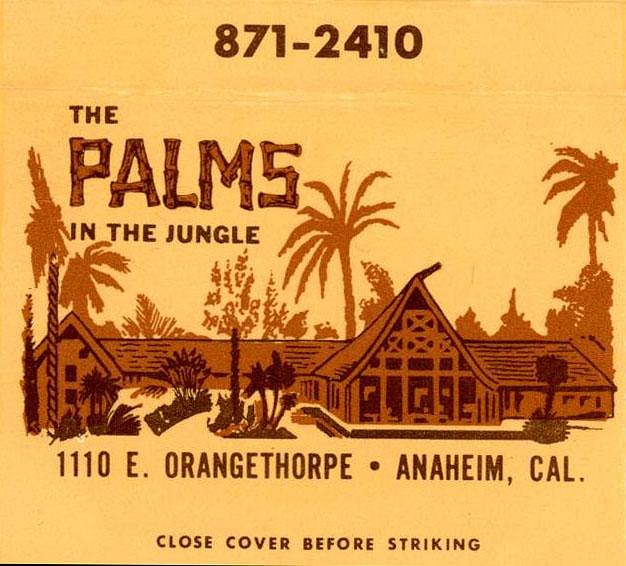 871-2410
THE
PALMS
IN THE JUNGLE
1110 E. ORANGETHORPE • ANAHEIM, CAL.
CLOSE COVER BEFORE STRIKING